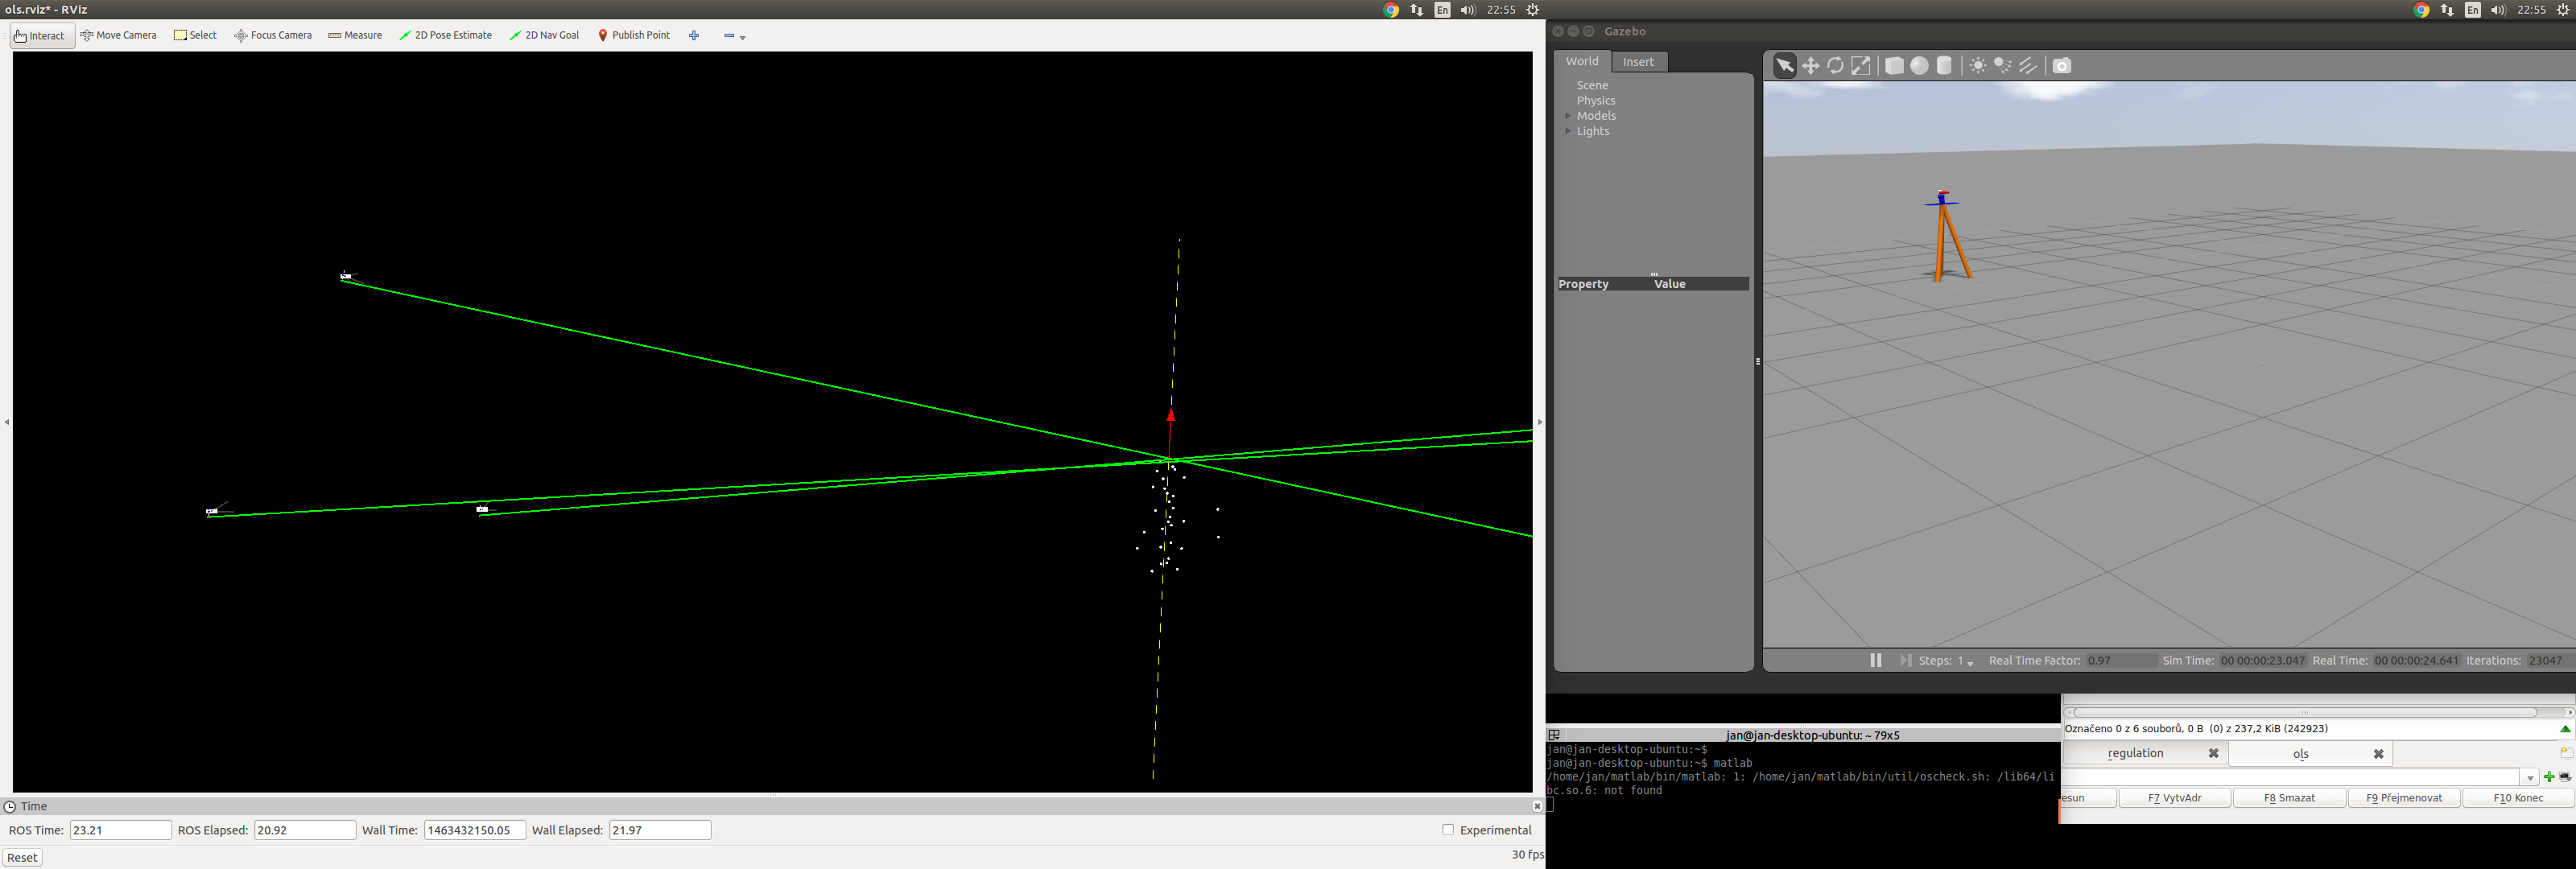 ols.rviz* - RViz
En 22:55
Interact Move Camera Select Focus Camera Measure 2D Pose Estimate 2D Nav Goal Publish Point
Time
ROS Time: 23.21 ROS Elapsed: 20.92 Wall Time: 1463432150.05 Wall Elapsed: 21.97 Experimental
Reset 30 fps
En 22:55
Gazebo
World Insert
Scene
Physics
Models
Lights
Property Value
Steps: 1 Real Time Factor: 0.97 Sim Time: 00 00:00:23.047 Real Time: 00 00:00:24.641 Iterations: 23047
jan@jan-desktop-ubuntu: ~ 79x5
jan@jan-desktop-ubuntu:~$
jan@jan-desktop-ubuntu:~$ matlab
/home/jan/matlab/bin/matlab: 1: /home/jan/matlab/bin/util/oscheck.sh: /lib64/li
bc.so.6: not found
Označeno 0 z 6 souborů, 0 B (0) z 237,2 KiB (242923)
regulation ols
esun F7 VytvAdr F8 Smazat F9 Přejmenovat F10 Konec